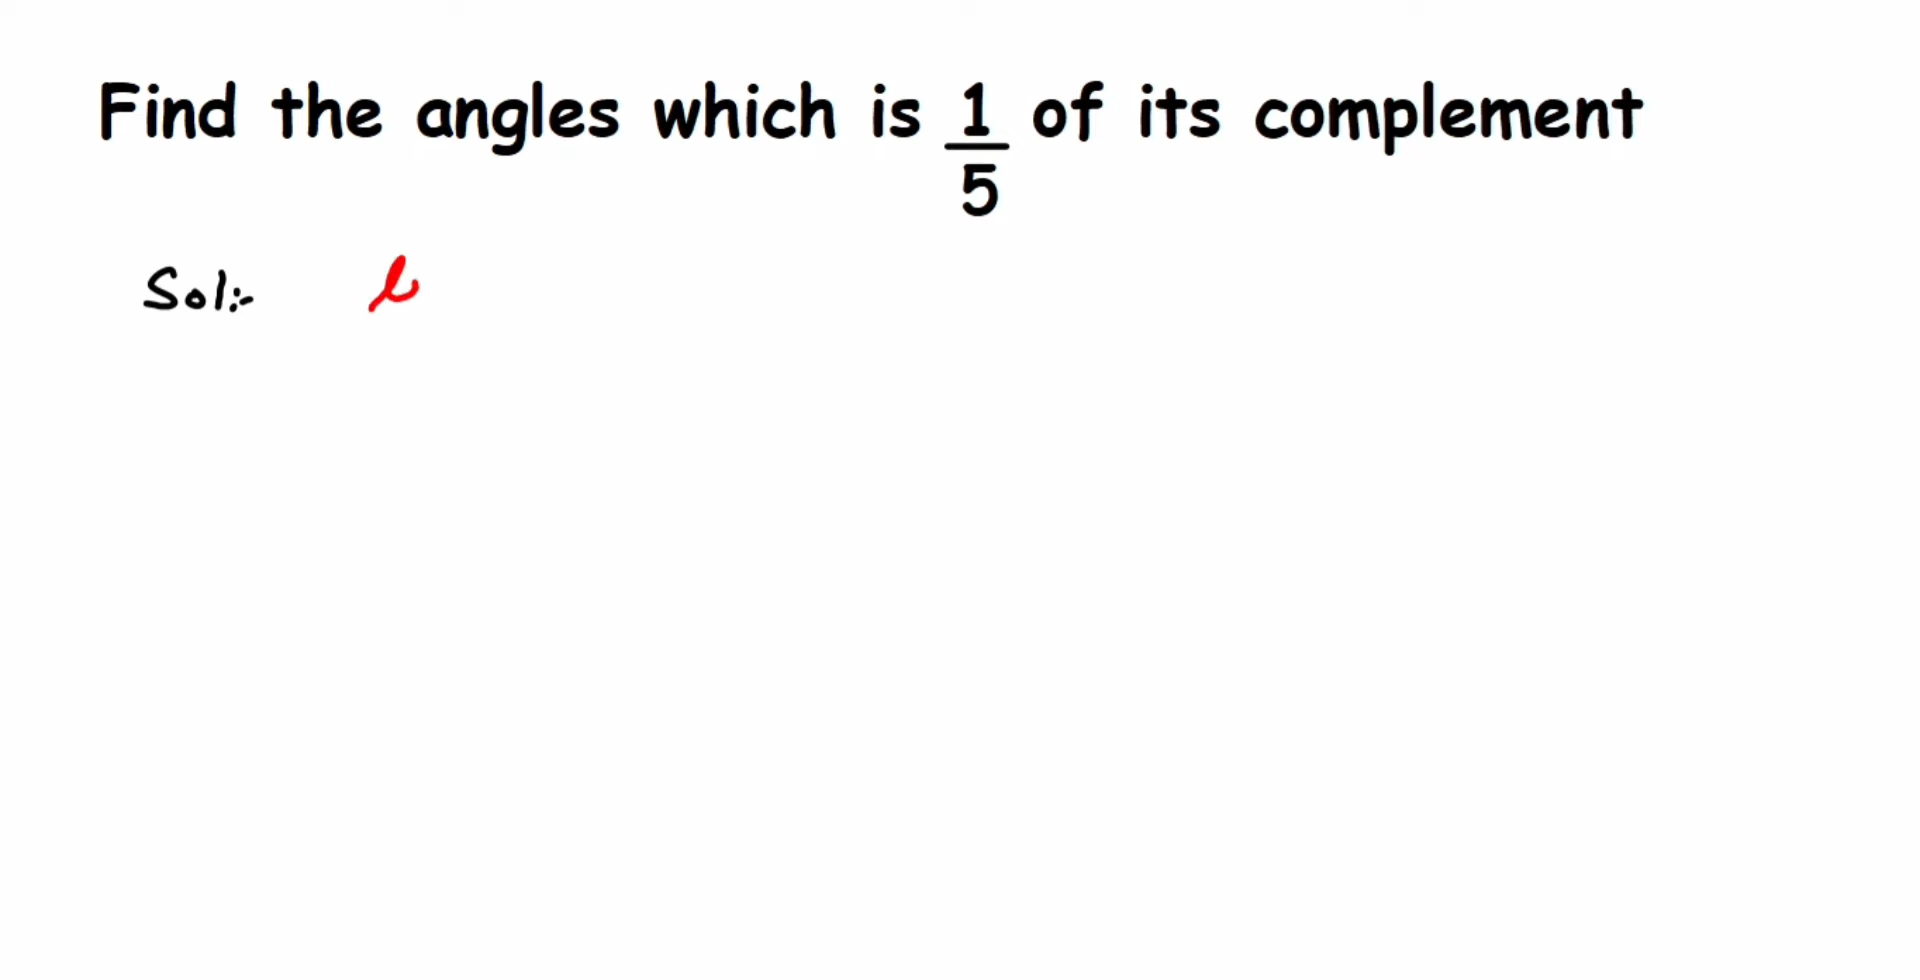 Find the angles which is 1/5 of its complement
Sol:-